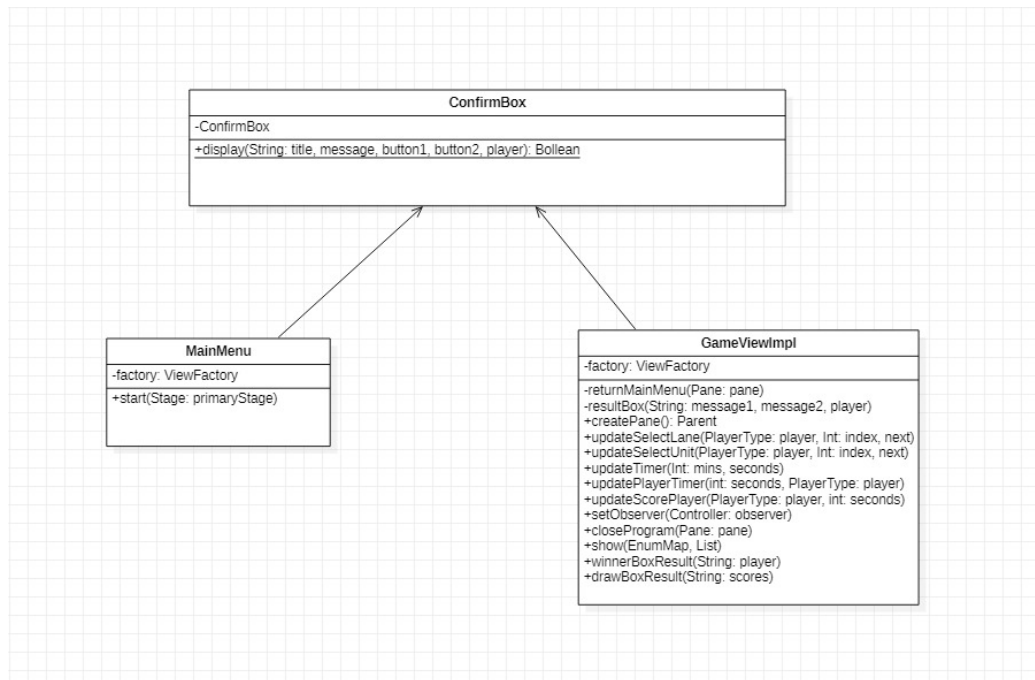 ConfirmBox
-ConfirmBox
+display(String: title, message, button1, button2, player): Bollean
MainMenu
-factory: ViewFactory
+start(Stage: primaryStage)
GameViewImpl
-factory: ViewFactory
-returnMainMenu(Pane: pane)
-resultBox(String: message1, message2, player)
+createPane(): Parent
+updateSelectLane(PlayerType: player, Int: index, next)
+updateSelectUnit(PlayerType: player, Int: index, next)
+updateTimer(Int: mins, seconds)
+updatePlayerTimer(int: seconds, PlayerType: player)
+updateScorePlayer(PlayerType: player, int: seconds)
+setObserver(Controller: observer)
+closeProgram(Pane: pane)
+show(EnumMap, List)
+winnerBoxResult(String: player)
+drawBoxResult(String: scores)